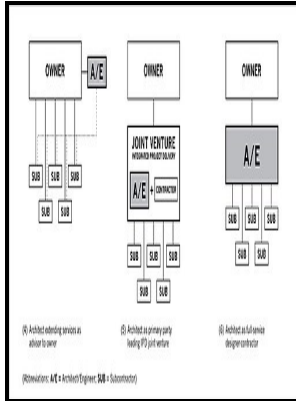 OWNER
A/E
SUB
SUB
SUB
SUB
SUB
OWNER
JOINT VENTURE
INTEGRATED PROJECT DELIVERY
A/E + CONTRACTOR
SUB
SUB
SUB
SUB
SUB
OWNER
A/E
SUB
SUB
SUB
SUB
SUB
(4) Architect extending services as
advisor to owner
(5) Architect as primary party
leading IPD joint venture
(6) Architect as full-service
designer-contractor
(Abbreviations: A/E = Architect/Engineer; SUB = Subcontractor)